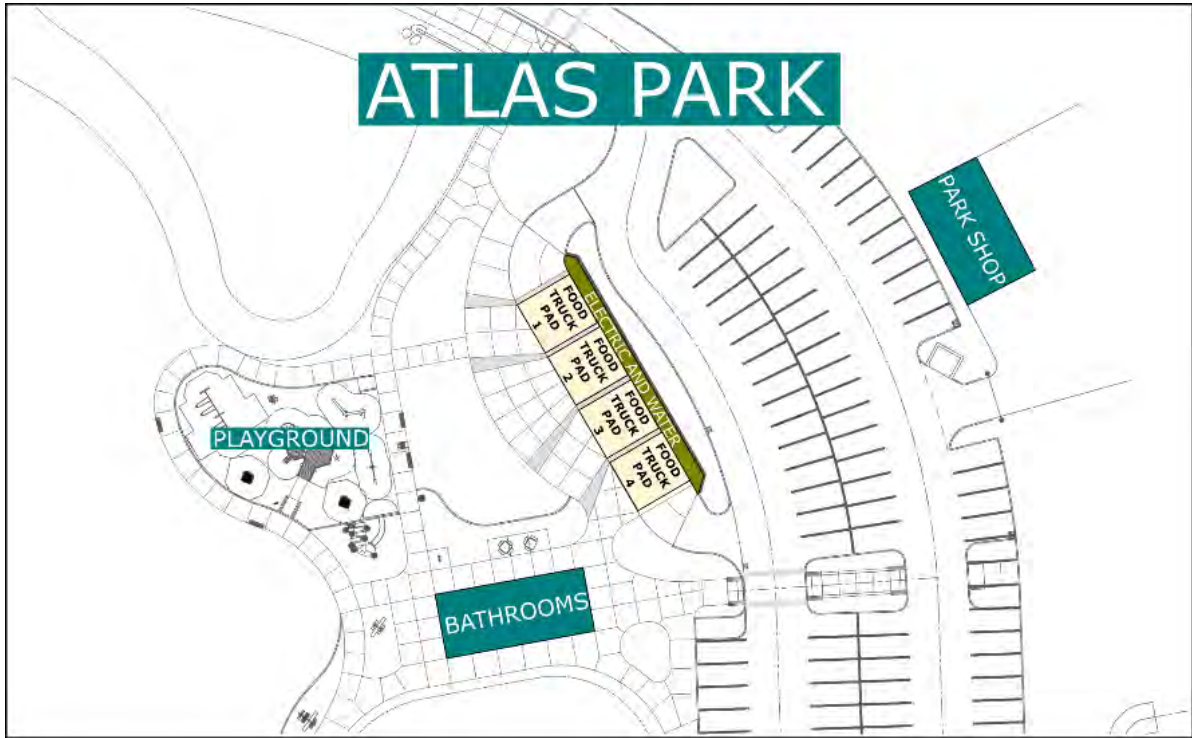 ATLAS PARK
PARK SHOP
ELECTRIC AND WATER
FOOD
TRUCK
PAD
1
FOOD
TRUCK
PAD
2
FOOD
TRUCK
PAD
3
FOOD
TRUCK
PAD
4
PLAYGROUND
BATHROOMS